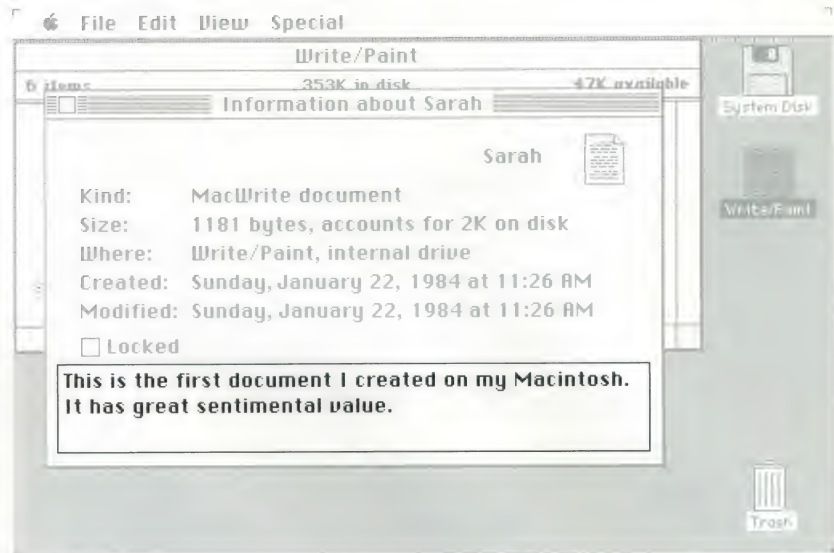 File Edit View Special
Write/Paint
6 items 353K in disk 47K available
Information about Sarah
System Disk
Sarah
Kind: MacWrite document
Size: 1181 bytes, accounts for 2K on disk
Where: Write/Paint, internal drive
Write/Paint
Created: Sunday, January 22, 1984 at 11:26 AM
Modified: Sunday, January 22, 1984 at 11:26 AM
Locked
This is the first document I created on my Macintosh.
It has great sentimental value.
Trash